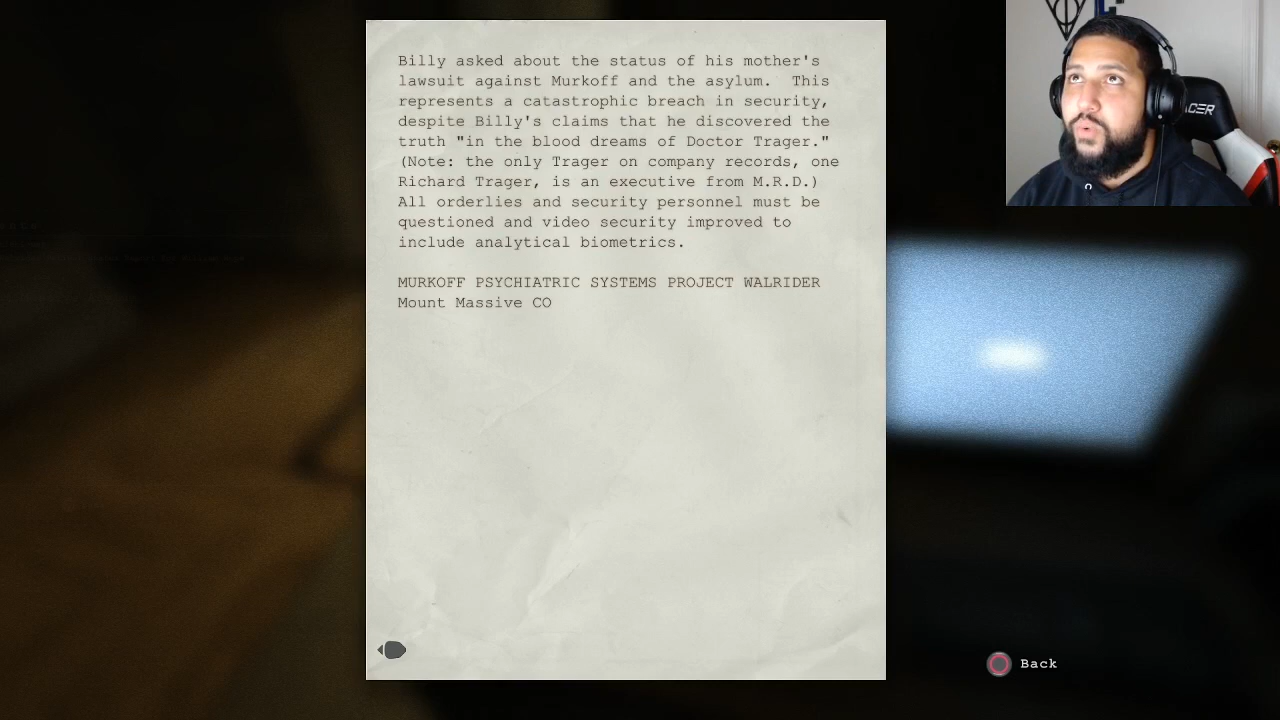 Billy asked about the status of his mother's
lawsuit against Murkoff and the asylum.  This
represents a catastrophic breach in security,
despite Billy's claims that he discovered the
truth "in the blood dreams of Doctor Trager."
(Note: the only Trager on company records, one
Richard Trager, is an executive from M.R.D.)
All orderlies and security personnel must be
questioned and video security improved to
include analytical biometrics.
MURKOFF PSYCHIATRIC SYSTEMS PROJECT WALRIDER
Mount Massive CO
Back